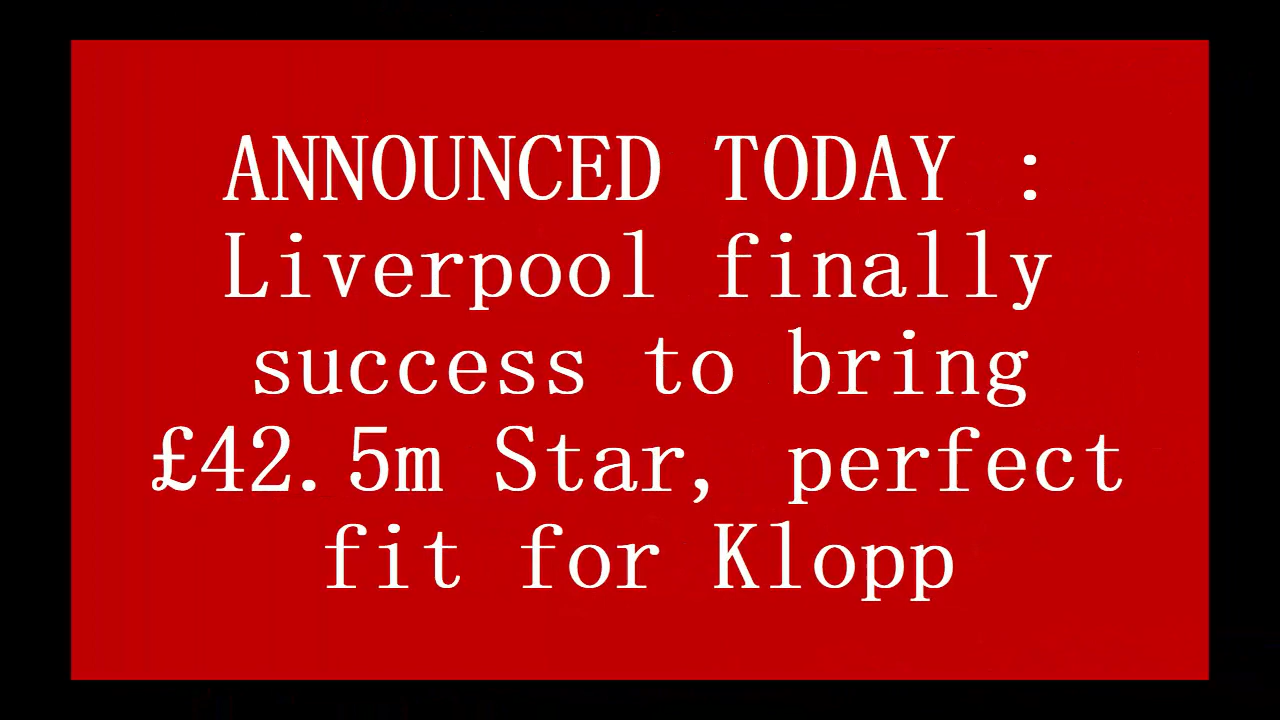 ANNOUNCED TODAY :
Liverpool finally
success to bring
£42.5m Star, perfect
fit for Klopp